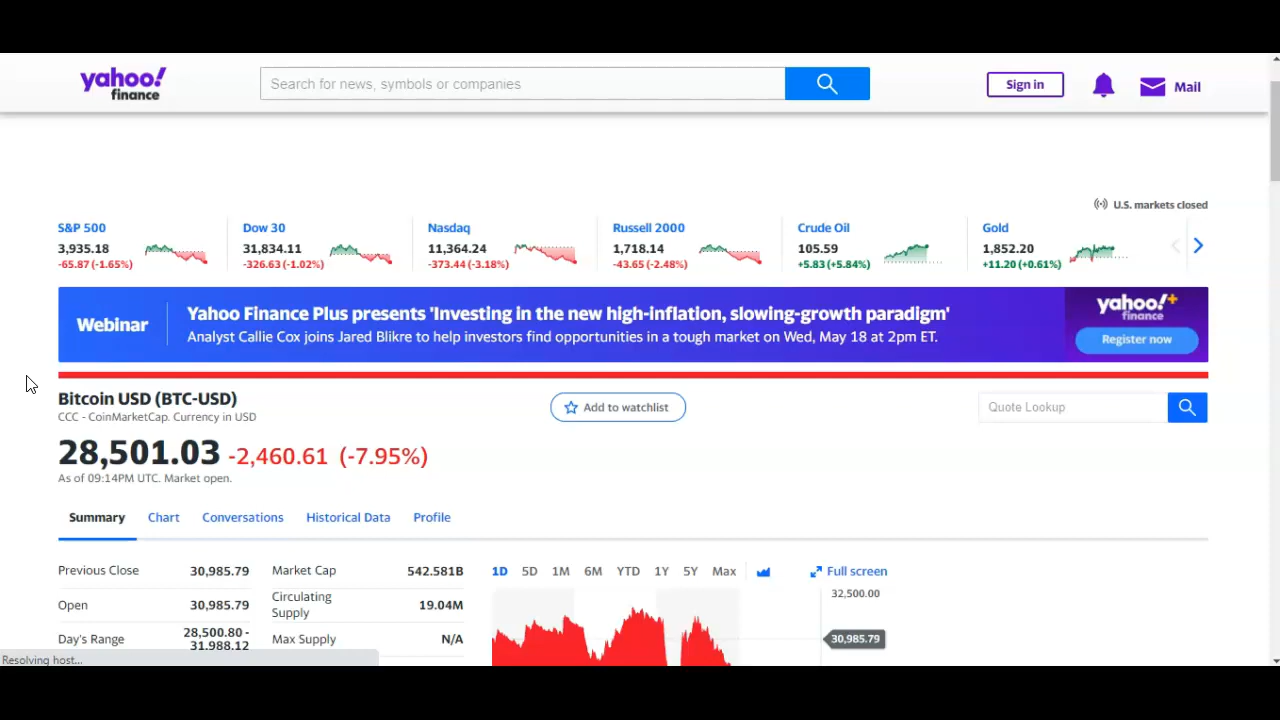 yahoo!
finance
Search for news, symbols or companies
Sign in
Mail
U.S. markets closed
S&P 500
3,935.18
-65.87 (-1.65%)
Dow 30
31,834.11
-326.63 (-1.02%)
Nasdaq
11,364.24
-373.44 (-3.18%)
Russell 2000
1,718.14
-43.65 (-2.48%)
Crude Oil
105.59
+5.83 (+5.84%)
Gold
1,852.20
+11.20 (+0.61%)
Webinar
Yahoo Finance Plus presents 'Investing in the new high-inflation, slowing-growth paradigm'
Analyst Callie Cox joins Jared Blikre to help investors find opportunities in a tough market on Wed, May 18 at 2pm ET.
yahoo!+
finance
Register now
Bitcoin USD (BTC-USD)
CCC - CoinMarketCap. Currency in USD
Add to watchlist
Quote Lookup
28,501.03 -2,460.61 (-7.95%)
As of 09:14PM UTC. Market open.
Summary Chart Conversations Historical Data Profile
Previous Close 30,985.79
Open 30,985.79
Day's Range 28,500.80 -
31,988.12
Market Cap 542.581B
Circulating
Supply 19.04M
Max Supply N/A
1D 5D 1M 6M YTD 1Y 5Y Max
Full screen
32,500.00
30,985.79
Resolving host...